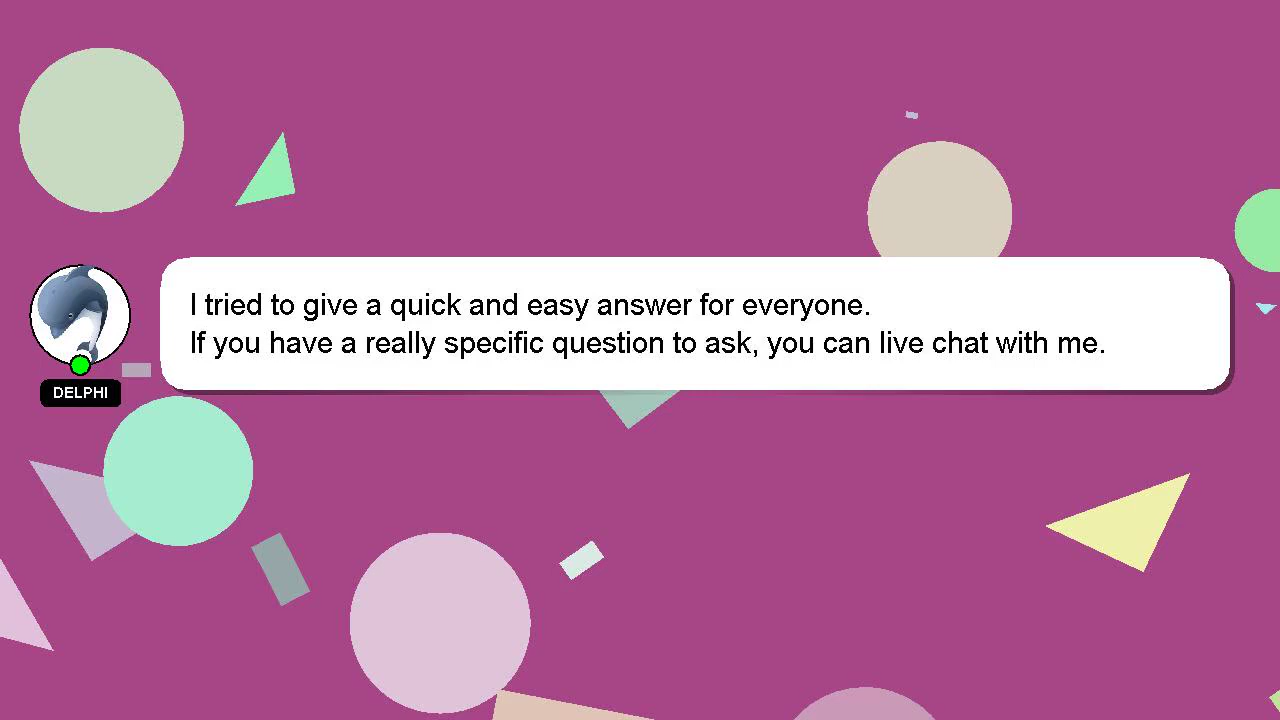 I tried to give a quick and easy answer for everyone.
If you have a really specific question to ask, you can live chat with me.
DELPHI